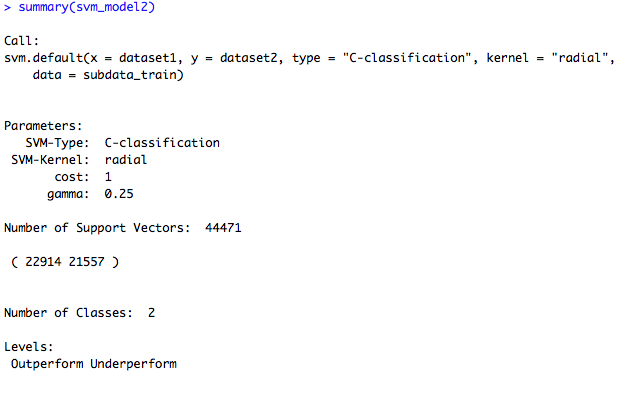 > summary(svm_model2)
Call:
svm.default(x = dataset1, y = dataset2, type = "C-classification", kernel = "radial",
data = subdata_train)
Parameters:
SVM-Type: C-classification
SVM-Kernel: radial
cost: 1
gamma: 0.25
Number of Support Vectors: 44471
( 22914 21557 )
Number of Classes: 2
Levels:
Outperform Underperform